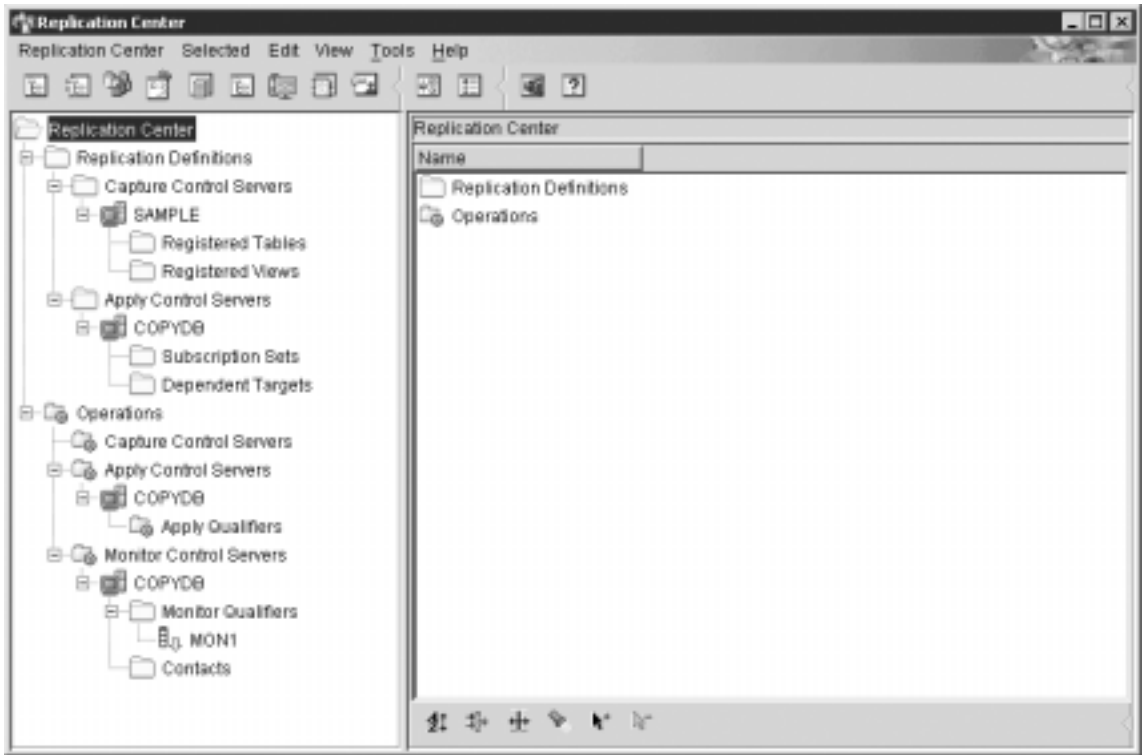 Replication Center
Replication Center Selected Edit View Tools Help
Replication Center
Replication Definitions
Capture Control Servers
SAMPLE
Registered Tables
Registered Views
Apply Control Servers
COPYDB
Subscription Sets
Dependent Targets
Operations
Capture Control Servers
Apply Control Servers
COPYDB
Apply Qualifiers
Monitor Control Servers
COPYDB
Monitor Qualifiers
MON1
Contacts
Replication Center
Name
Replication Definitions
Operations